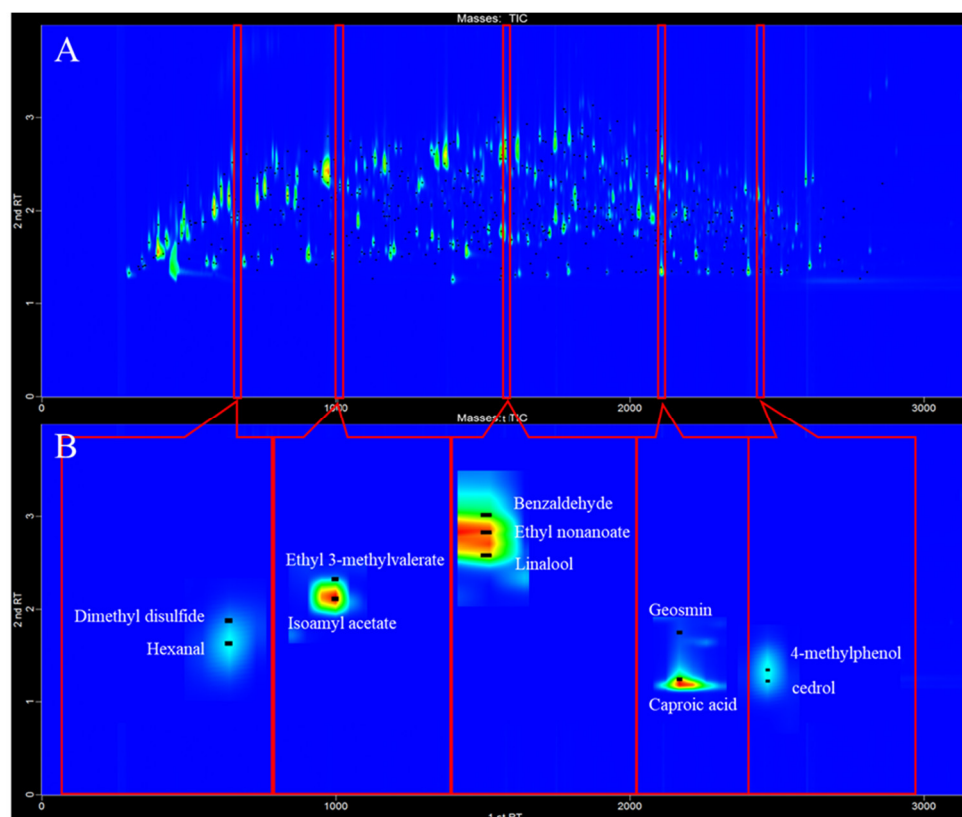 Masses: TIC
A
2 nd RT
3
2
1
0
0
1000
2000
3000
Masses: TIC
B
2 nd RT
3
2
1
0
Benzaldehyde
Ethyl nonanoate
Linalool
Ethyl 3-methylvalerate
Isoamyl acetate
Dimethyl disulfide
Hexanal
Geosmin
Caproic acid
4-methylphenol
cedrol
0
1000
2000
3000
1 st RT